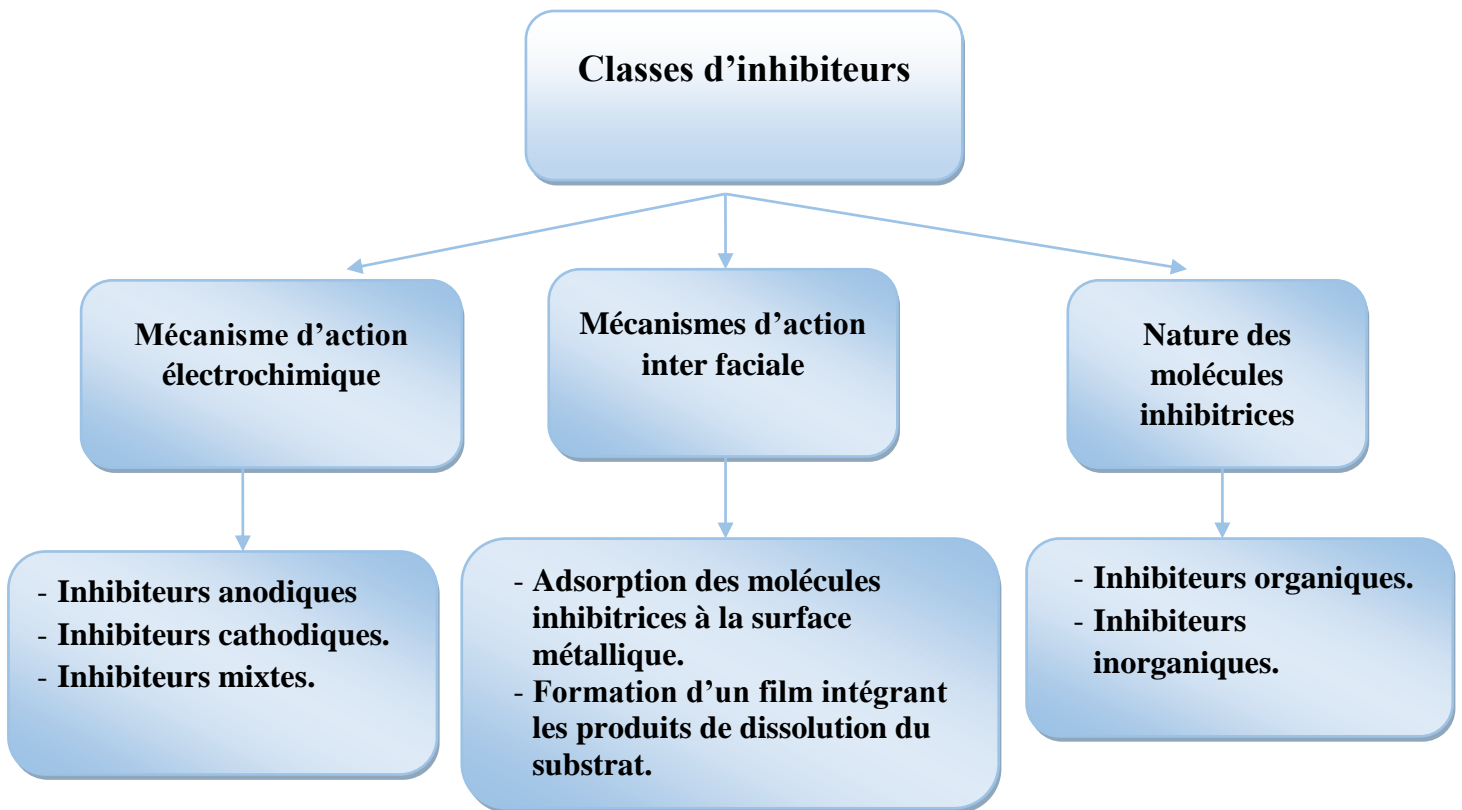 Classes d’inhibiteurs
Mécanisme d’action
électrochimique
Mécanismes d’action
inter faciale
Nature des
molécules
inhibitrices
- Inhibiteurs anodiques
- Inhibiteurs cathodiques.
- Inhibiteurs mixtes.
- Adsorption des molécules
inhibitrices à la surface
métallique.
- Formation d’un film intégrant
les produits de dissolution du
substrat.
- Inhibiteurs organiques.
- Inhibiteurs
inorganiques.